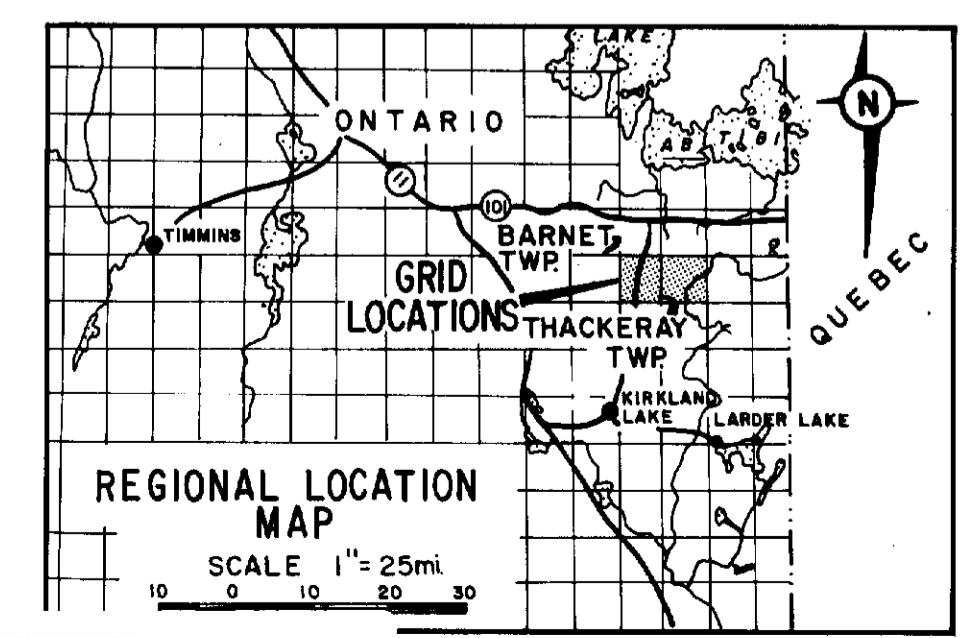 LAKE
ABITIBI
N
ONTARIO
11
101
TIMMINS
BARNET
TWP.
GRID
LOCATIONS
THACKERAY
TWP.
QUEBEC
KIRKLAND
LAKE
LARDER LAKE
REGIONAL LOCATION
MAP
SCALE 1"= 25mi.
10 0 10 20 30